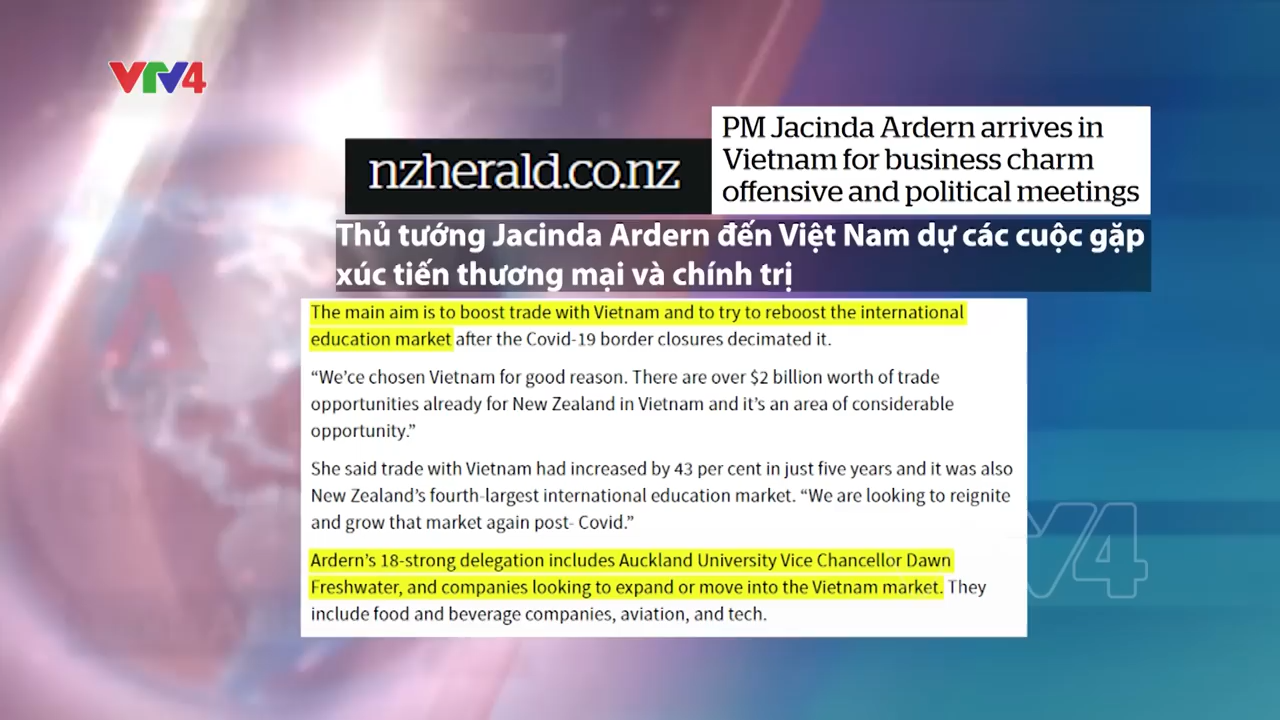 VTV4
nzherald.co.nz
PM Jacinda Ardern arrives in
Vietnam for business charm
offensive and political meetings
Thủ tướng Jacinda Ardern đến Việt Nam dự các cuộc gặp
xúc tiến thương mại và chính trị
The main aim is to boost trade with Vietnam and to try to reboost the international
education market after the Covid-19 border closures decimated it.
“We’ce chosen Vietnam for good reason. There are over $2 billion worth of trade
opportunities already for New Zealand in Vietnam and it’s an area of considerable
opportunity.”
She said trade with Vietnam had increased by 43 per cent in just five years and it was also
New Zealand’s fourth-largest international education market. “We are looking to reignite
and grow that market again post- Covid.”
Ardern’s 18-strong delegation includes Auckland University Vice Chancellor Dawn
Freshwater, and companies looking to expand or move into the Vietnam market. They
include food and beverage companies, aviation, and tech.
V4